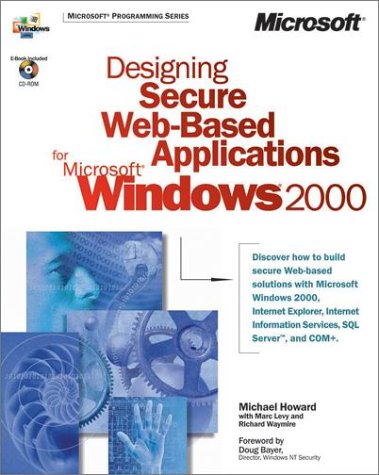 Windows
MICROSOFT® PROGRAMMING SERIES
Microsoft®
E-Book Included
CD-ROM
Designing
Secure
Web-Based
for Microsoft® Applications
Windows® 2000
Discover how to build
secure Web-based
solutions with Microsoft
Windows 2000,
Internet Explorer, Internet
Information Services, SQL
Server™, and COM+.
Michael Howard
with Marc Levy and
Richard Waymire
Foreword by
Doug Bayer,
Director, Windows NT Security